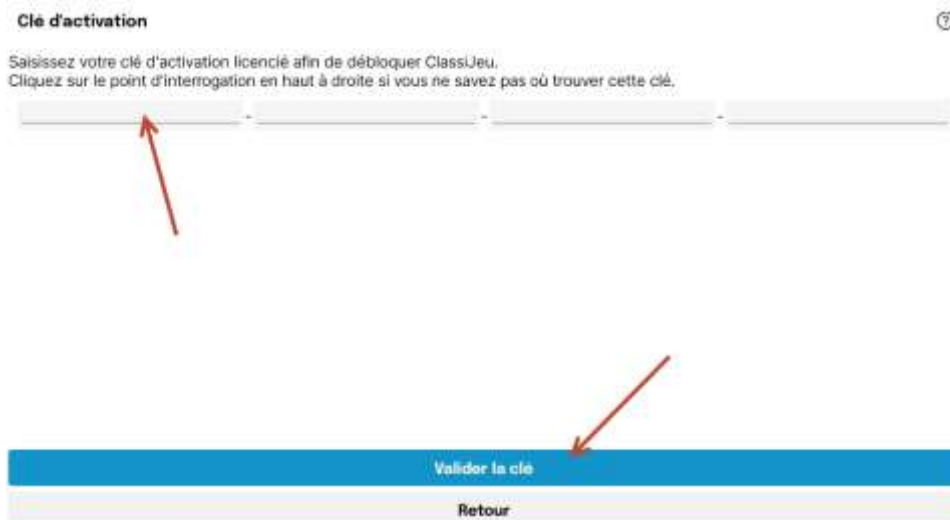 Clé d'activation
Saisissez votre clé d'activation licencié afin de débloquer ClassiJeu.
Cliquez sur le point d'interrogation en haut à droite si vous ne savez pas où trouver cette clé.
- - -
Valider la clé
Retour